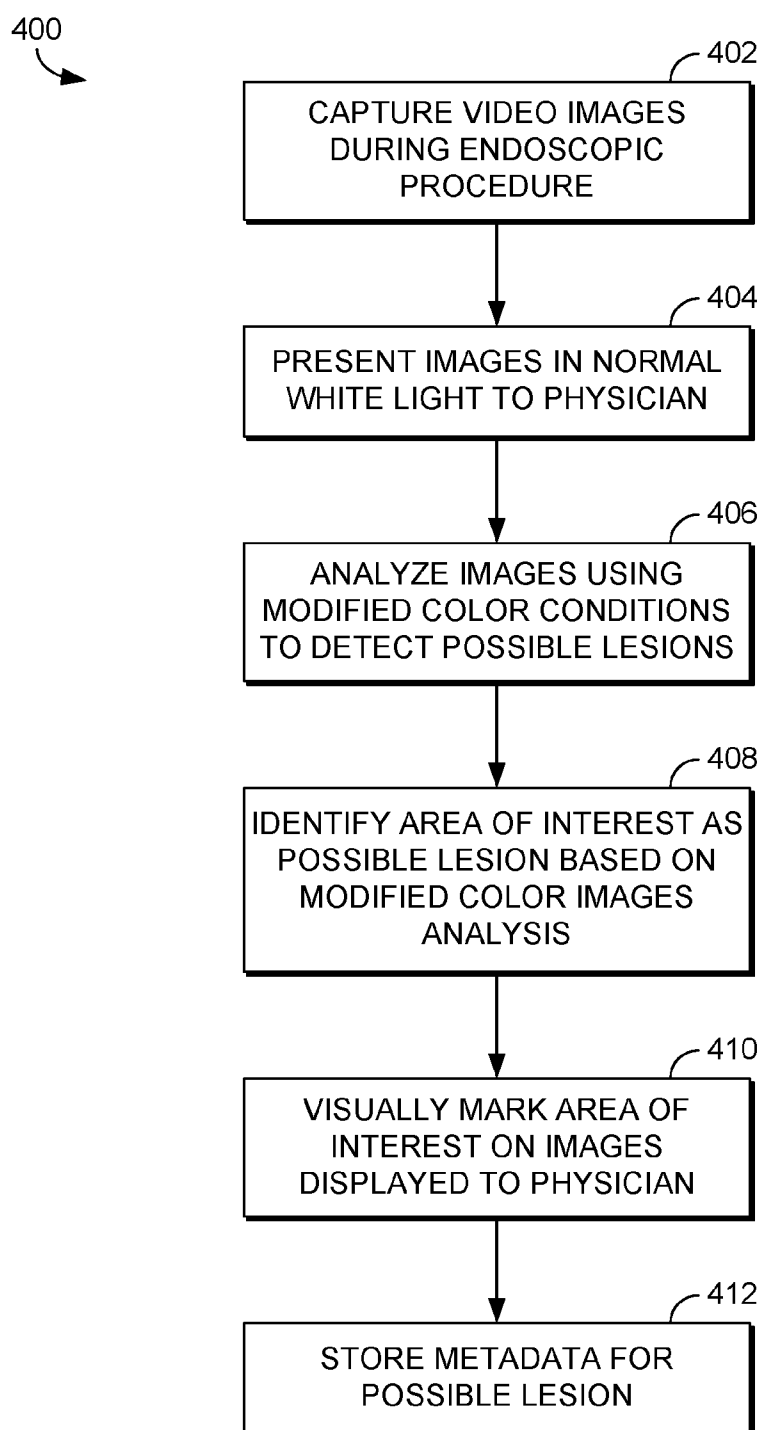 400
402
CAPTURE VIDEO IMAGES
DURING ENDOSCOPIC
PROCEDURE
404
PRESENT IMAGES IN NORMAL
WHITE LIGHT TO PHYSICIAN
406
ANALYZE IMAGES USING
MODIFIED COLOR CONDITIONS
TO DETECT POSSIBLE LESIONS
408
IDENTIFY AREA OF INTEREST AS
POSSIBLE LESION BASED ON
MODIFIED COLOR IMAGES
ANALYSIS
410
VISUALLY MARK AREA OF
INTEREST ON IMAGES
DISPLAYED TO PHYSICIAN
412
STORE METADATA FOR
POSSIBLE LESION